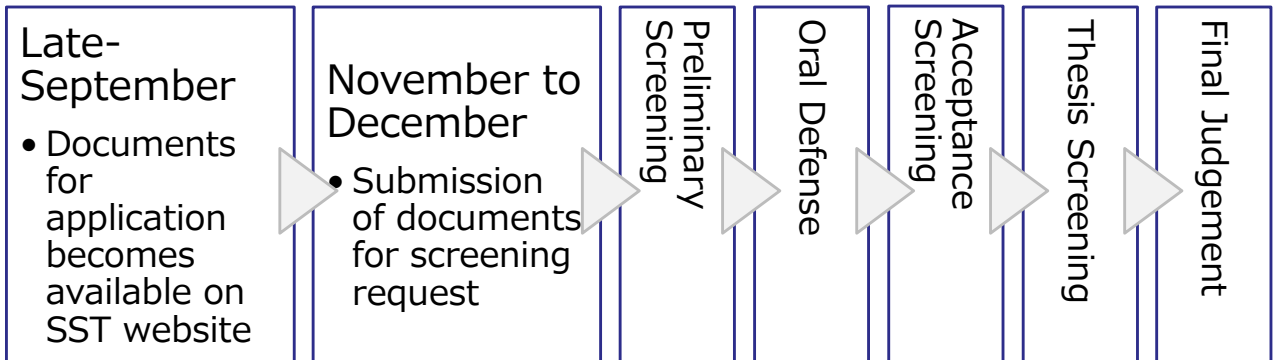 Late-
September
• Documents
for
application
becomes
available on
SST website
November to
December
• Submission
of documents
for screening
request
Preliminary
Screening
Oral Defense
Acceptance
Screening
Thesis Screening
Final Judgement